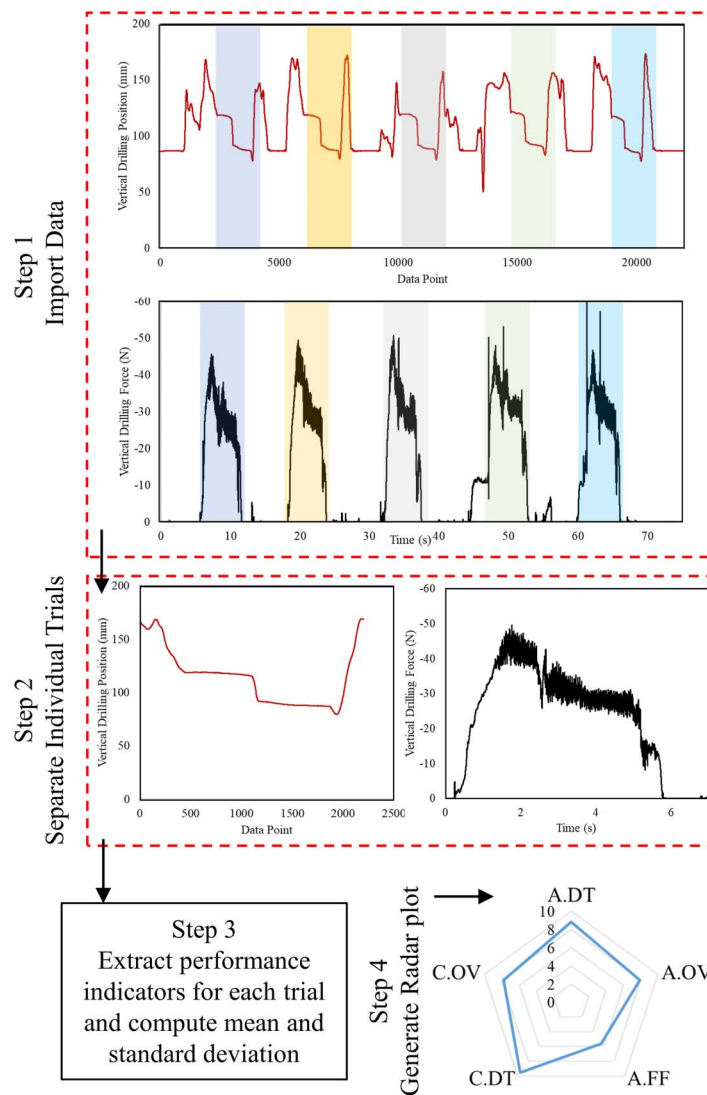 Step 1
Import Data
Vertical Drilling Position (mm)
200
150
100
50
0
0
5000
10000
15000
20000
Data Point
Vertical Drilling Force (N)
-60
-50
-40
-30
-20
-10
0
0
10
20
30
40
50
60
70
Time (s)
Step 2
Separate Individual Trials
Vertical Drilling Position (mm)
200
150
100
50
0
0
500
1000
1500
2000
2500
Data Point
Vertical Drilling Force (N)
-60
-50
-40
-30
-20
-10
0
0
2
4
6
Time (s)
Step 3
Extract performance
indicators for each trial
and compute mean and
standard deviation
Step 4
Generate Radar plot
A.DT
10
8
6
4
2
0
C.OV
A.OV
C.DT
A.FF